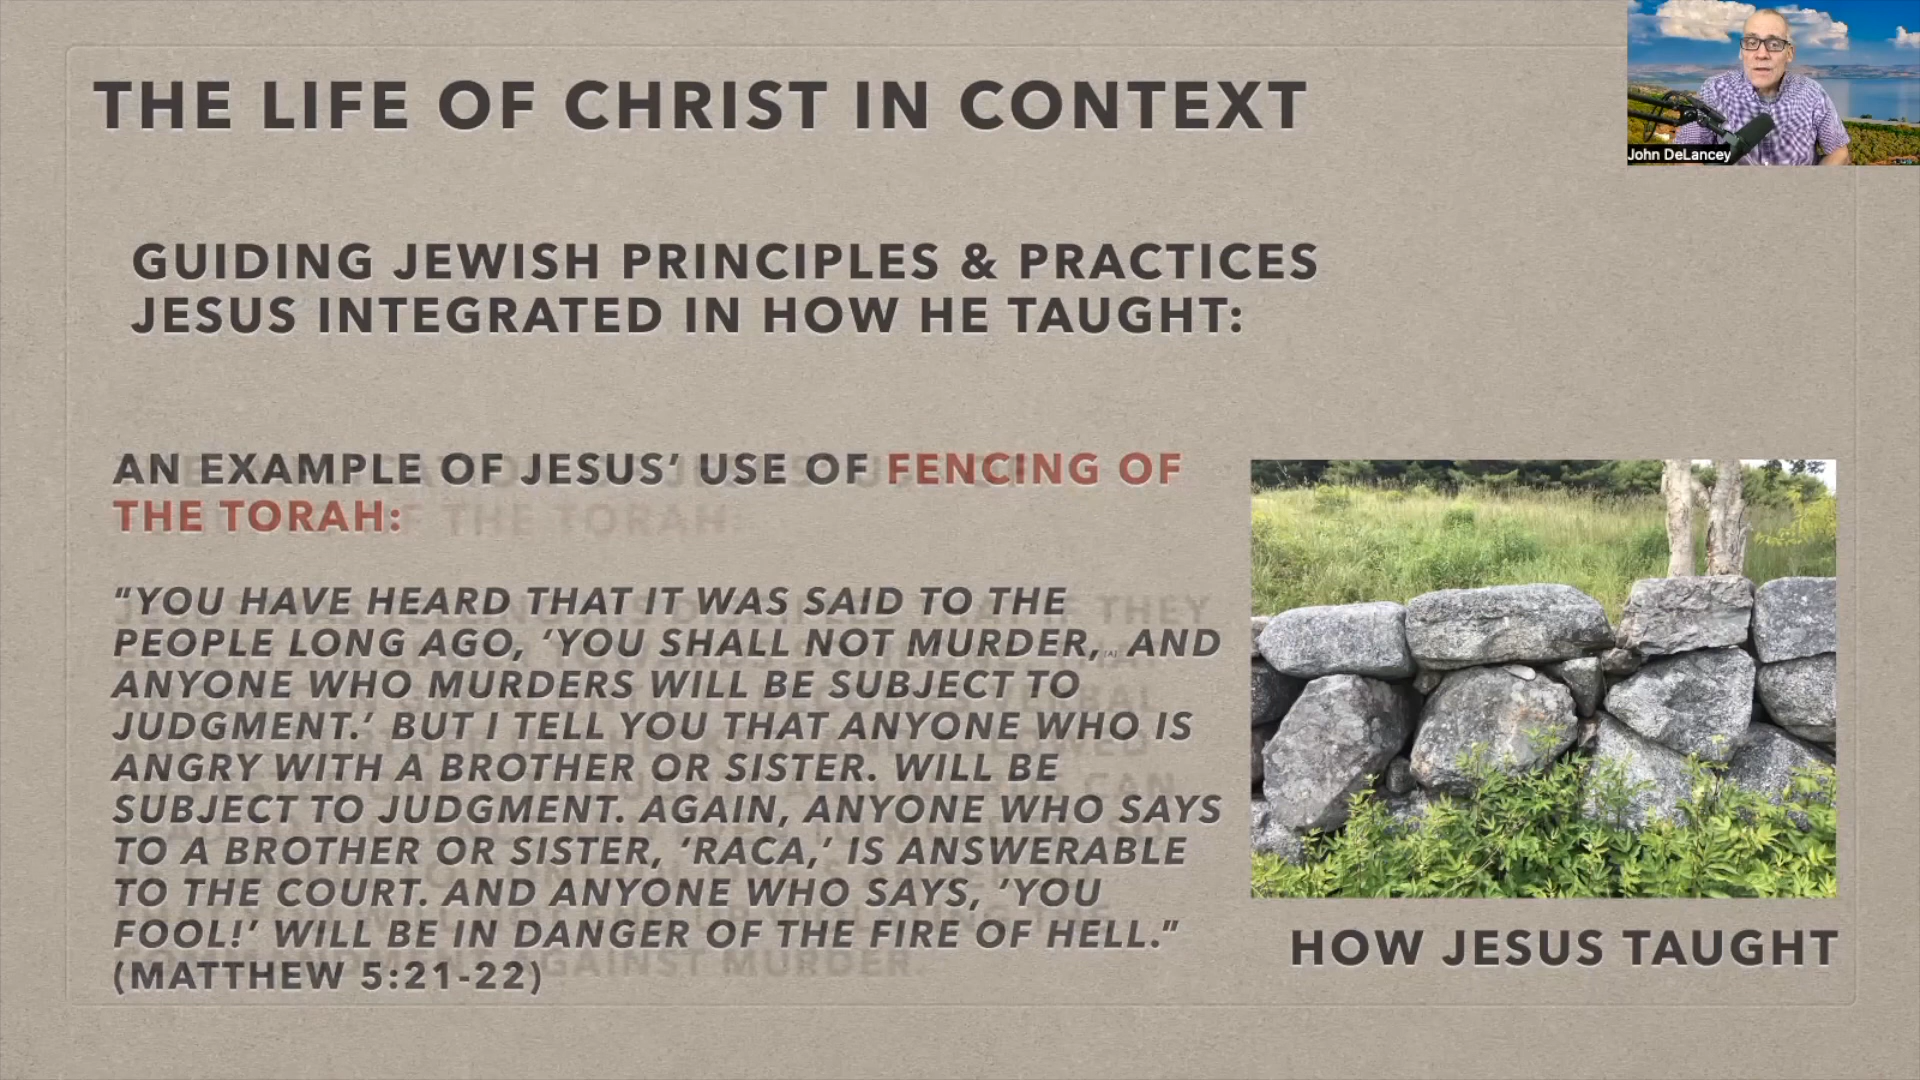 THE LIFE OF CHRIST IN CONTEXT
John DeLancey
GUIDING JEWISH PRINCIPLES & PRACTICES
JESUS INTEGRATED IN HOW HE TAUGHT:
AN EXAMPLE OF JESUS’ USE OF FENCING OF
THE TORAH:
“YOU HAVE HEARD THAT IT WAS SAID TO THE
PEOPLE LONG AGO, ‘YOU SHALL NOT MURDER,[A] AND
ANYONE WHO MURDERS WILL BE SUBJECT TO
JUDGMENT.’ BUT I TELL YOU THAT ANYONE WHO IS
ANGRY WITH A BROTHER OR SISTER. WILL BE
SUBJECT TO JUDGMENT. AGAIN, ANYONE WHO SAYS
TO A BROTHER OR SISTER, ‘RACA,’ IS ANSWERABLE
TO THE COURT. AND ANYONE WHO SAYS, ‘YOU
FOOL!’ WILL BE IN DANGER OF THE FIRE OF HELL.”
(MATTHEW 5:21-22)
HOW JESUS TAUGHT